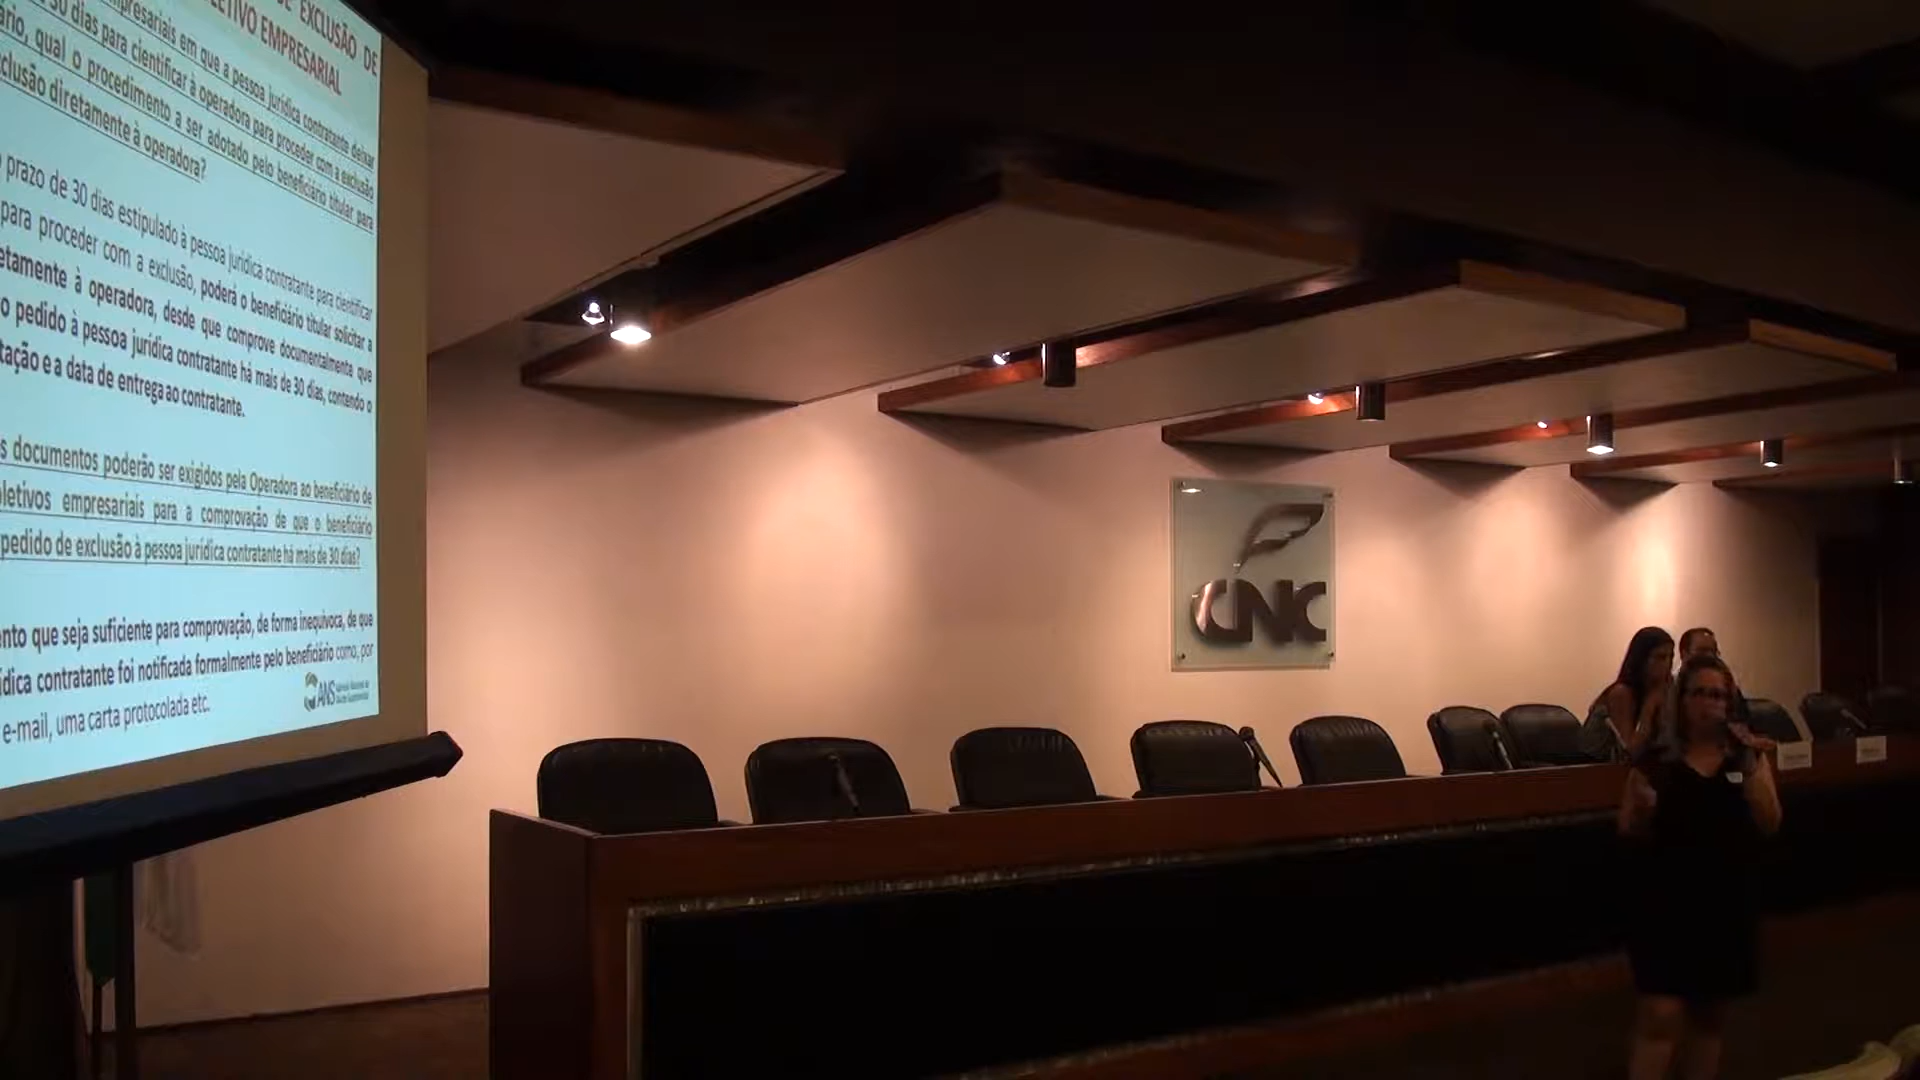 DE EXCLUSÃO DE
LETIVO EMPRESARIAL
empresariais em que a pessoa jurídica contratante deixar
30 dias para cientificar à operadora para proceder com a exclusão
ário, qual o procedimento a ser adotado pelo beneficiário titular para
clusão diretamente à operadora?
o prazo de 30 dias estipulado à pessoa jurídica contratante para cientificar
para proceder com a exclusão, poderá o beneficiário titular solicitar a
etamente à operadora, desde que comprove documentalmente que
o pedido à pessoa jurídica contratante há mais de 30 dias, contendo o
tação e a data de entrega ao contratante.
s documentos poderão ser exigidos pela Operadora ao beneficiário de
letivos empresariais para a comprovação de que o beneficiário
pedido de exclusão à pessoa jurídica contratante há mais de 30 dias?
nto que seja suficiente para comprovação, de forma inequívoca, de que
ídica contratante foi notificada formalmente pelo beneficiário como, por
e-mail, uma carta protocolada etc.
ANS
CNC